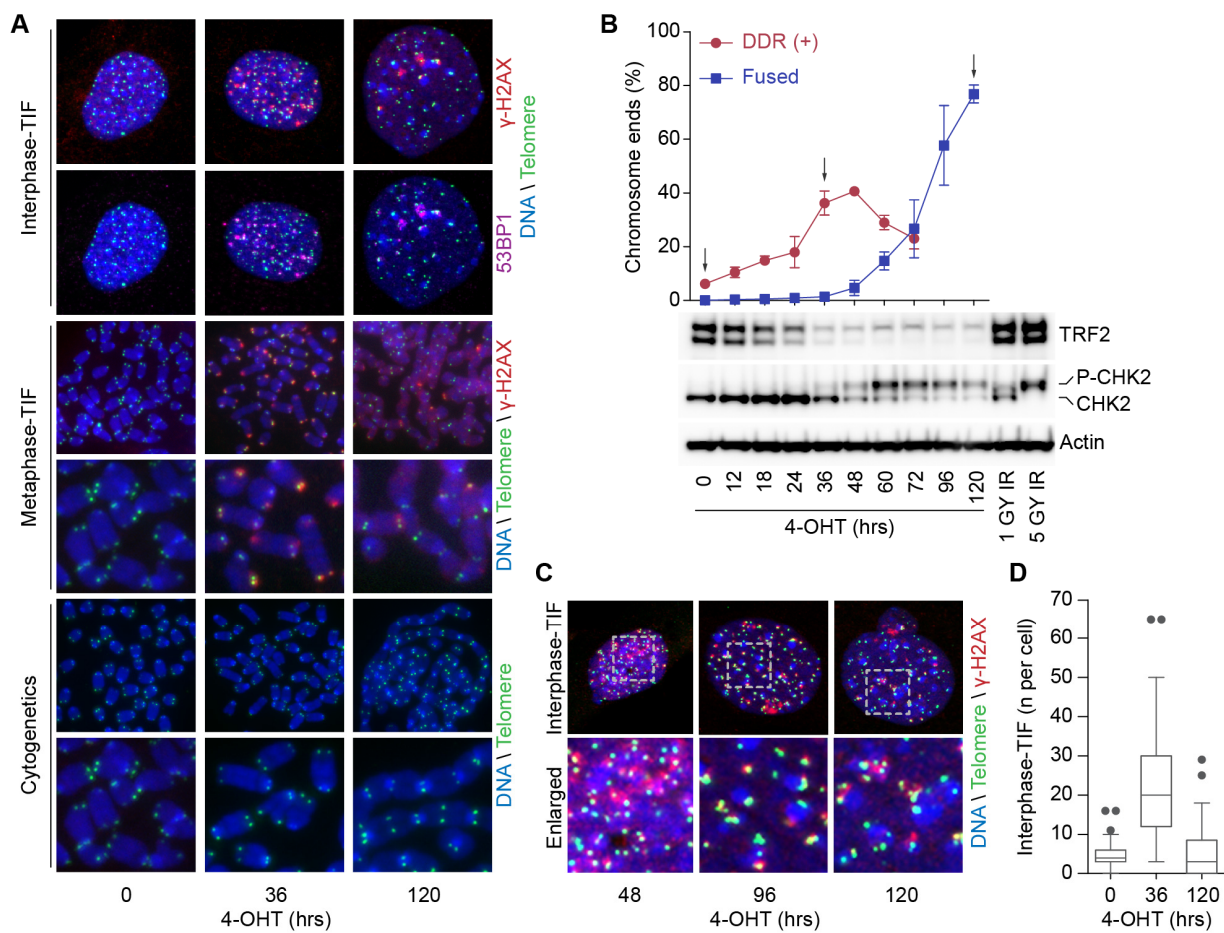 A
Interphase-TIF
γ-H2AX
53BP1
DNA \ Telomere
Metaphase-TIF
DNA \ Telomere \ γ-H2AX
Cytogenetics
DNA \ Telomere
0
36
120
4-OHT (hrs)
B
DDR (+)
Fused
Chromosome ends (%)
100
80
60
40
20
0
TRF2
P-CHK2
CHK2
Actin
0
12
18
24
36
48
60
72
96
120
1 GY IR
5 GY IR
4-OHT (hrs)
C
Interphase-TIF
Enlarged
DNA \ Telomere \ γ-H2AX
48
96
120
4-OHT (hrs)
D
Interphase-TIF (n per cell)
70
60
50
40
30
20
10
0
0
36
120
4-OHT (hrs)